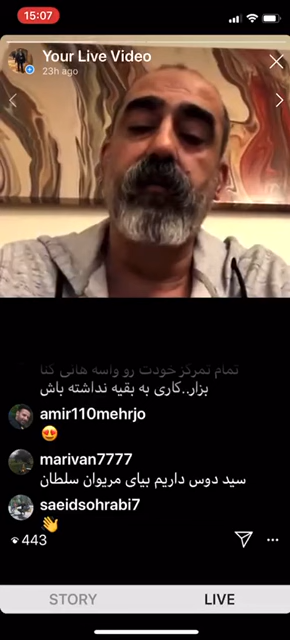 15:07
Your Live Video
23h ago
تمام تمرکز خودت رو واسه هانی کنا
بزار..کاری به بقیه نداشته باش
amir110mehrjo
😍
marivan7777
سید دوس داریم بیای مریوان سلطان
saeidsohrabi7
👋
443
STORY
LIVE